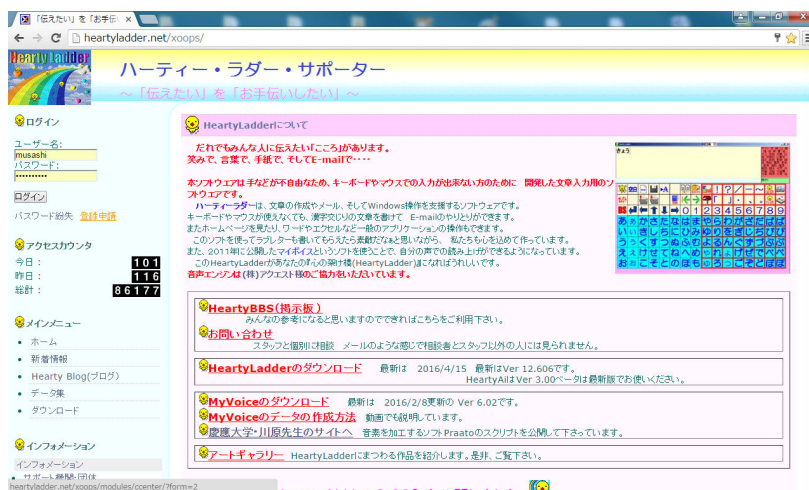 「伝えたい」を「お手伝
heartyladder.net/xoops/
Hearty Ladder
ハーティー・ラダー・サポーター
～「伝えたい」を「お手伝いしたい」～
ログイン
ユーザー名:
musashi
パスワード:
ログイン
パスワード紛失 登録申請
アクセスカウンタ
今日: 101
昨日: 116
総計: 86177
メインメニュー
ホーム
新着情報
Hearty Blog(ブログ)
データ集
ダウンロード
インフォメーション
インフォメーション
サポート機関・団体
heartyladder.net/xoops/modules/ccenter/?form=2
HeartyLadderについて
だれでもみんな人に伝えたい「こころ」があります。
笑みで、言葉で、手紙で、そしてE-mailで‥‥
本ソフトウエアは手などが不自由なため、キーボードやマウスでの入力が出来ない方のために 開発した文章入力用のソ
フトウエアです。
ハーティーラダーは、文章の作成やメール、そしてWindows操作を支援するソフトウェアです。
キーボードやマウスが使えなくても、漢字交じりの文章を書けて E-mailのやりとりができます。
またホームページを見たり、ワードやエクセルなど一般のアプリケーションの操作もできます。
このソフトを使ってラブレターも書いてもらえたら素敵だなぁと思いながら、 私たちも心を込めて作っています。
また、2011年に公開したマイボイスというソフトを使うことで、自分の声での読み上げができるようになっています。
このHeartyLadderがあなたの『心の架け橋(HeartyLadder)』になればうれしいです。
音声エンジンは(株)アクエスト様のご協力をいただいています。
きょう
HeartyBBS(掲示板)
みんなの参考になると思いますのでできればこちらをご利用下さい。
お問い合わせ
スタッフと個別に相談 メールのような感じで相談者とスタッフ以外の人には見られません。
HeartyLadderのダウンロード 最新は 2016/4/15 最新はVer 12.606です。
HeartyAiはVer 3.00ベータは最新版でお使いください。
MyVoiceのダウンロード 最新は 2016/2/8更新の Ver 6.02です。
MyVoiceのデータの作成方法 動画でも説明しています。
慶應大学・川原先生のサイトへ 音素を加工するソフトPraatoのスクリプトを公開して下さっています。
アートギャラリー HeartyLadderにまつわる作品を紹介します。是非、ご覧下さい。